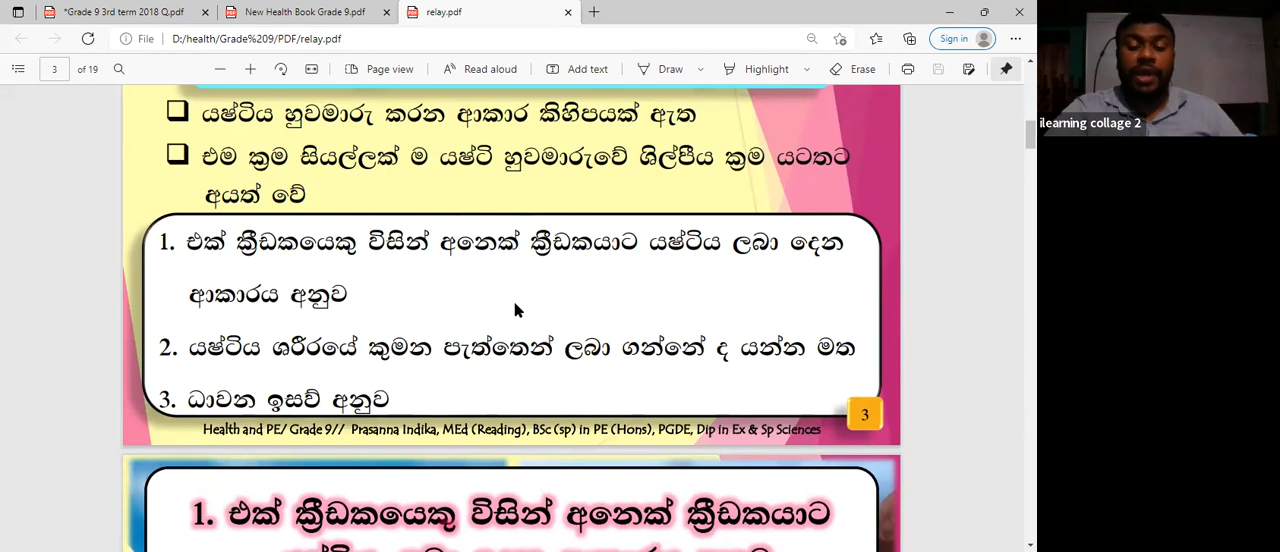 *Grade 9 3rd term 2018 Q.pdf
New Health Book Grade 9.pdf
relay.pdf
File
D:/health/Grade%209/PDF/relay.pdf
Sign in
3 of 19
Page view
Read aloud
Add text
Draw
Highlight
Erase
යෂ්ටිය හුවමාරු කරන ආකාර කිහිපයක් ඇත
එම ක්‍රම සියල්ලක් ම යෂ්ටි හුවමාරුවේ ශිල්පීය ක්‍රම යටතට
අයත් වේ
1. එක් ක්‍රීඩකයෙකු විසින් අනෙක් ක්‍රීඩකයාට යෂ්ටිය ලබා දෙන
ආකාරය අනුව
2. යෂ්ටිය ශරීරයේ කුමන පැත්තෙන් ලබා ගන්නේ ද යන්න මත
3. ධාවන ඉසව් අනුව
3
Health and PE/ Grade 9// Prasanna Indika, MEd (Reading), BSc (sp) in PE (Hons), PGDE, Dip in Ex & Sp Sciences
1. එක් ක්‍රීඩකයෙකු විසින් අනෙක් ක්‍රීඩකයාට
ilearning collage 2